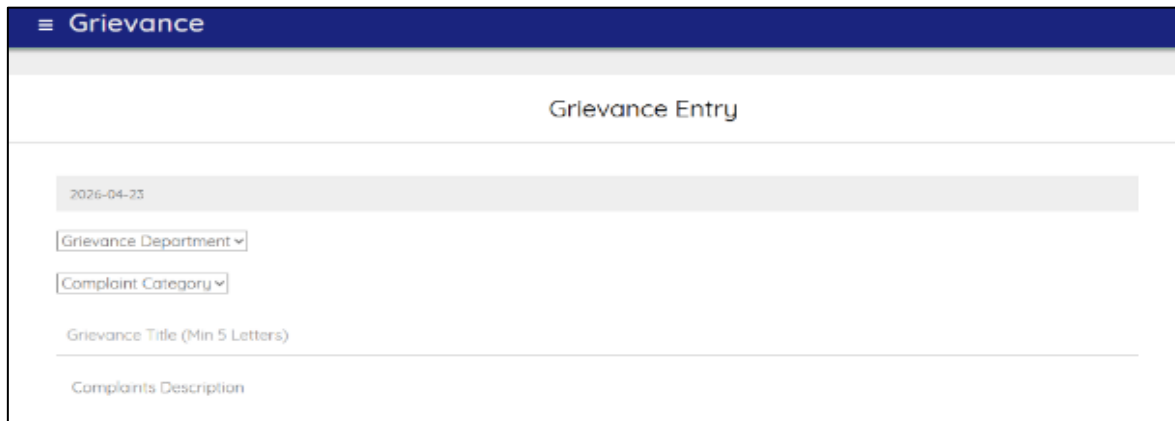 Grievance
Grievance Entry
2026-04-23
Grievance Department
Complaint Category
Grievance Title (Min 5 Letters)
Complaints Description